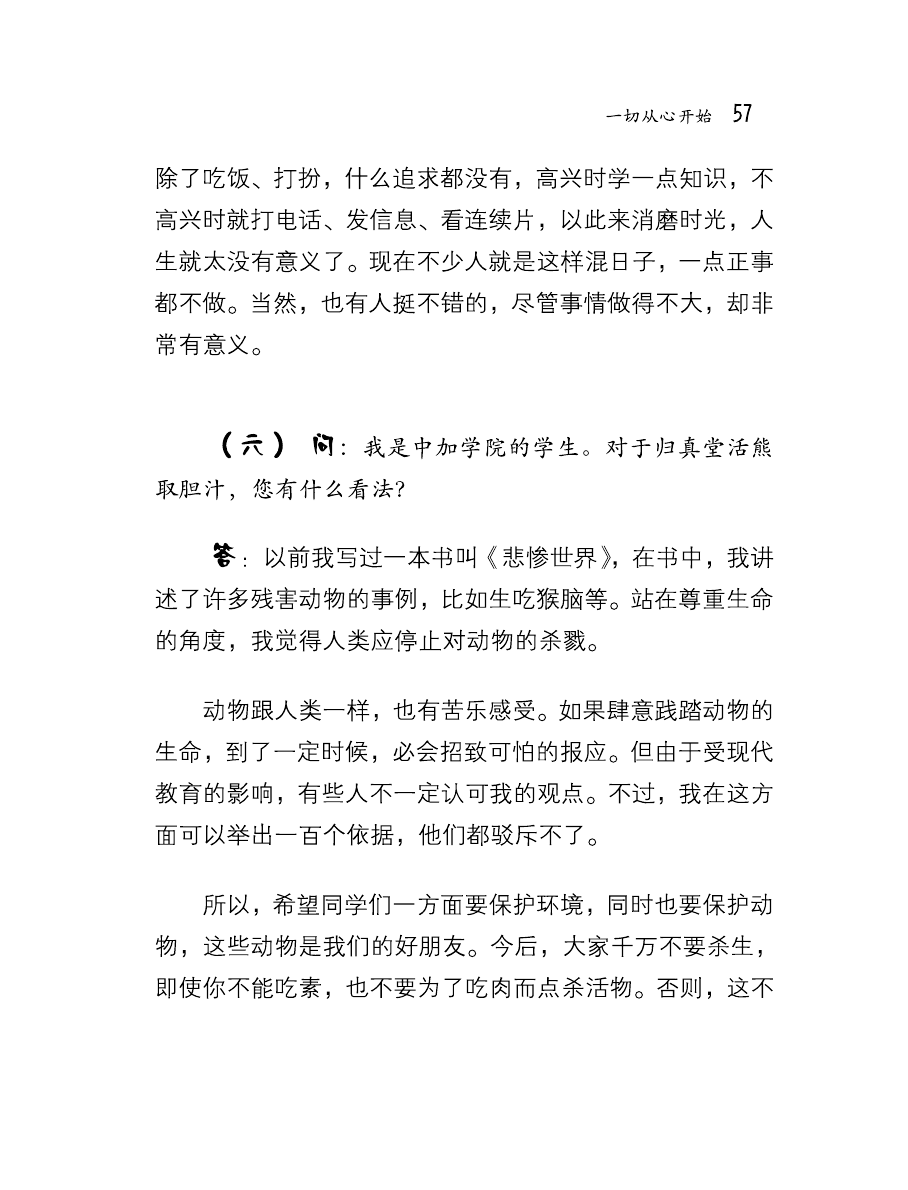 一切从心开始 57
除了吃饭、打扮，什么追求都没有，高兴时学一点知识，不
高兴时就打电话、发信息、看连续片，以此来消磨时光，人
生就太没有意义了。现在不少人就是这样混日子，一点正事
都不做。当然，也有人挺不错的，尽管事情做得不大，却非
常有意义。
（六） 问：我是中加学院的学生。对于归真堂活熊
取胆汁，您有什么看法？
答：以前我写过一本书叫《悲惨世界》，在书中，我讲
述了许多残害动物的事例，比如生吃猴脑等。站在尊重生命
的角度，我觉得人类应停止对动物的杀戮。
动物跟人类一样，也有苦乐感受。如果肆意践踏动物的
生命，到了一定时候，必会招致可怕的报应。但由于受现代
教育的影响，有些人不一定认可我的观点。不过，我在这方
面可以举出一百个依据，他们都驳斥不了。
所以，希望同学们一方面要保护环境，同时也要保护动
物，这些动物是我们的好朋友。今后，大家千万不要杀生，
即使你不能吃素，也不要为了吃肉而点杀活物。否则，这不